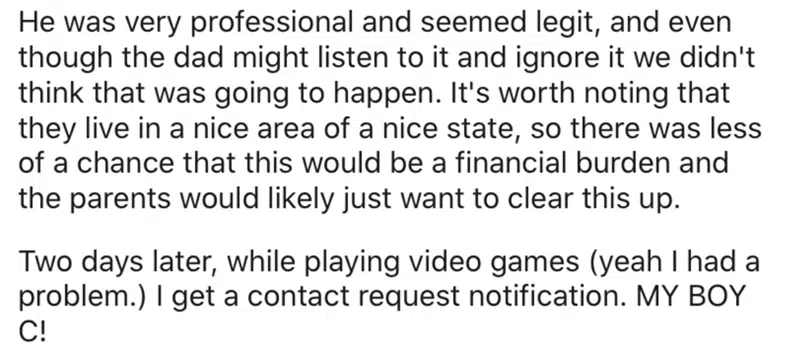 He was very professional and seemed legit, and even
though the dad might listen to it and ignore it we didn't
think that was going to happen. It's worth noting that
they live in a nice area of a nice state, so there was less
of a chance that this would be a financial burden and
the parents would likely just want to clear this up.
Two days later, while playing video games (yeah I had a
problem.) I get a contact request notification. MY BOY
C!